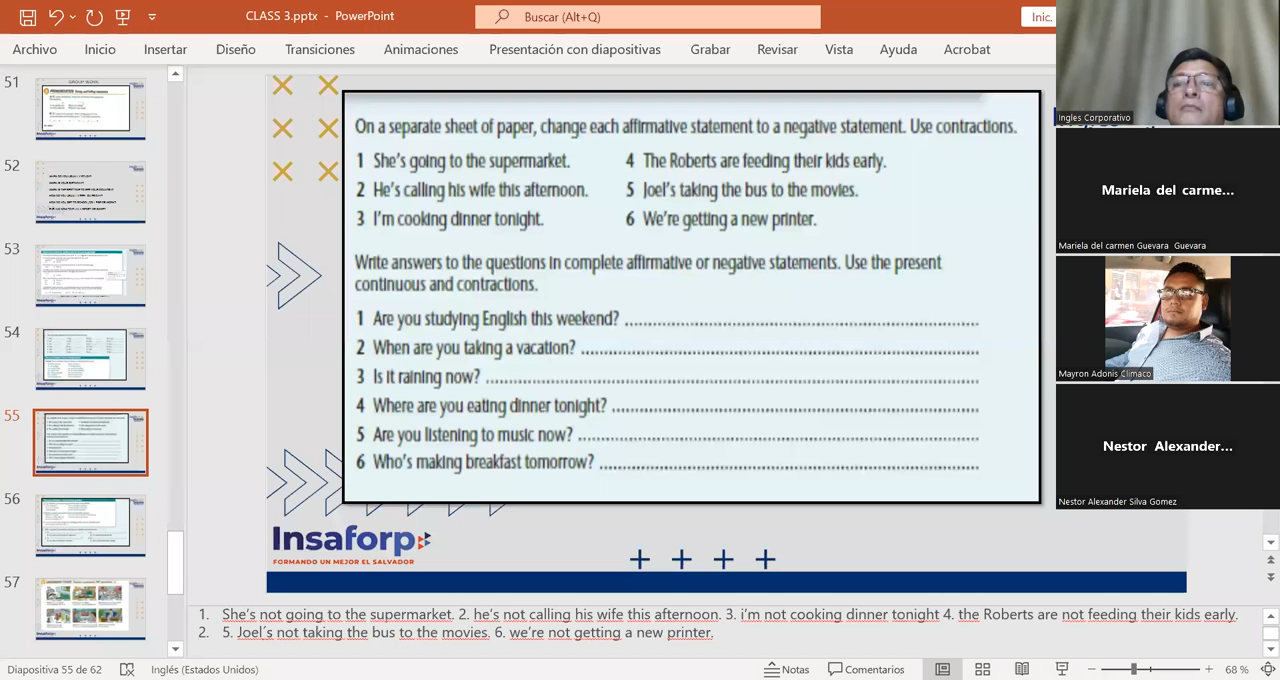 CLASS 3.pptx - PowerPoint
Buscar (Alt+Q)
Inic.
Archivo Inicio Insertar Diseño Transiciones Animaciones Presentación con diapositivas Grabar Revisar Vista Ayuda Acrobat
51
52
53
54
55
56
57
On a separate sheet of paper, change each affirmative statement to a negative statement. Use contractions.
1 She's going to the supermarket.
2 He's calling his wife this afternoon.
3 I'm cooking dinner tonight.
4 The Roberts are feeding their kids early.
5 Joel's taking the bus to the movies.
6 We're getting a new printer.
Write answers to the questions in complete affirmative or negative statements. Use the present
continuous and contractions.
1 Are you studying English this weekend?
2 When are you taking a vacation?
3 Is it raining now?
4 Where are you eating dinner tonight?
5 Are you listening to music now?
6 Who's making breakfast tomorrow?
Insaforp
FORMANDO UN MEJOR EL SALVADOR
1. She's not going to the supermarket. 2. he's not calling his wife this afternoon. 3. i'm not cooking dinner tonight 4. the Roberts are not feeding their kids early.
2. 5. Joel's not taking the bus to the movies. 6. we're not getting a new printer.
Ingles Corporativo
Mariela del carme...
Mariela del carmen Guevara Guevara
Mayron Adonis Climaco
Nestor Alexander...
Nestor Alexander Silva Gomez
Diapositiva 55 de 62 Inglés (Estados Unidos) Notas Comentarios 68 %